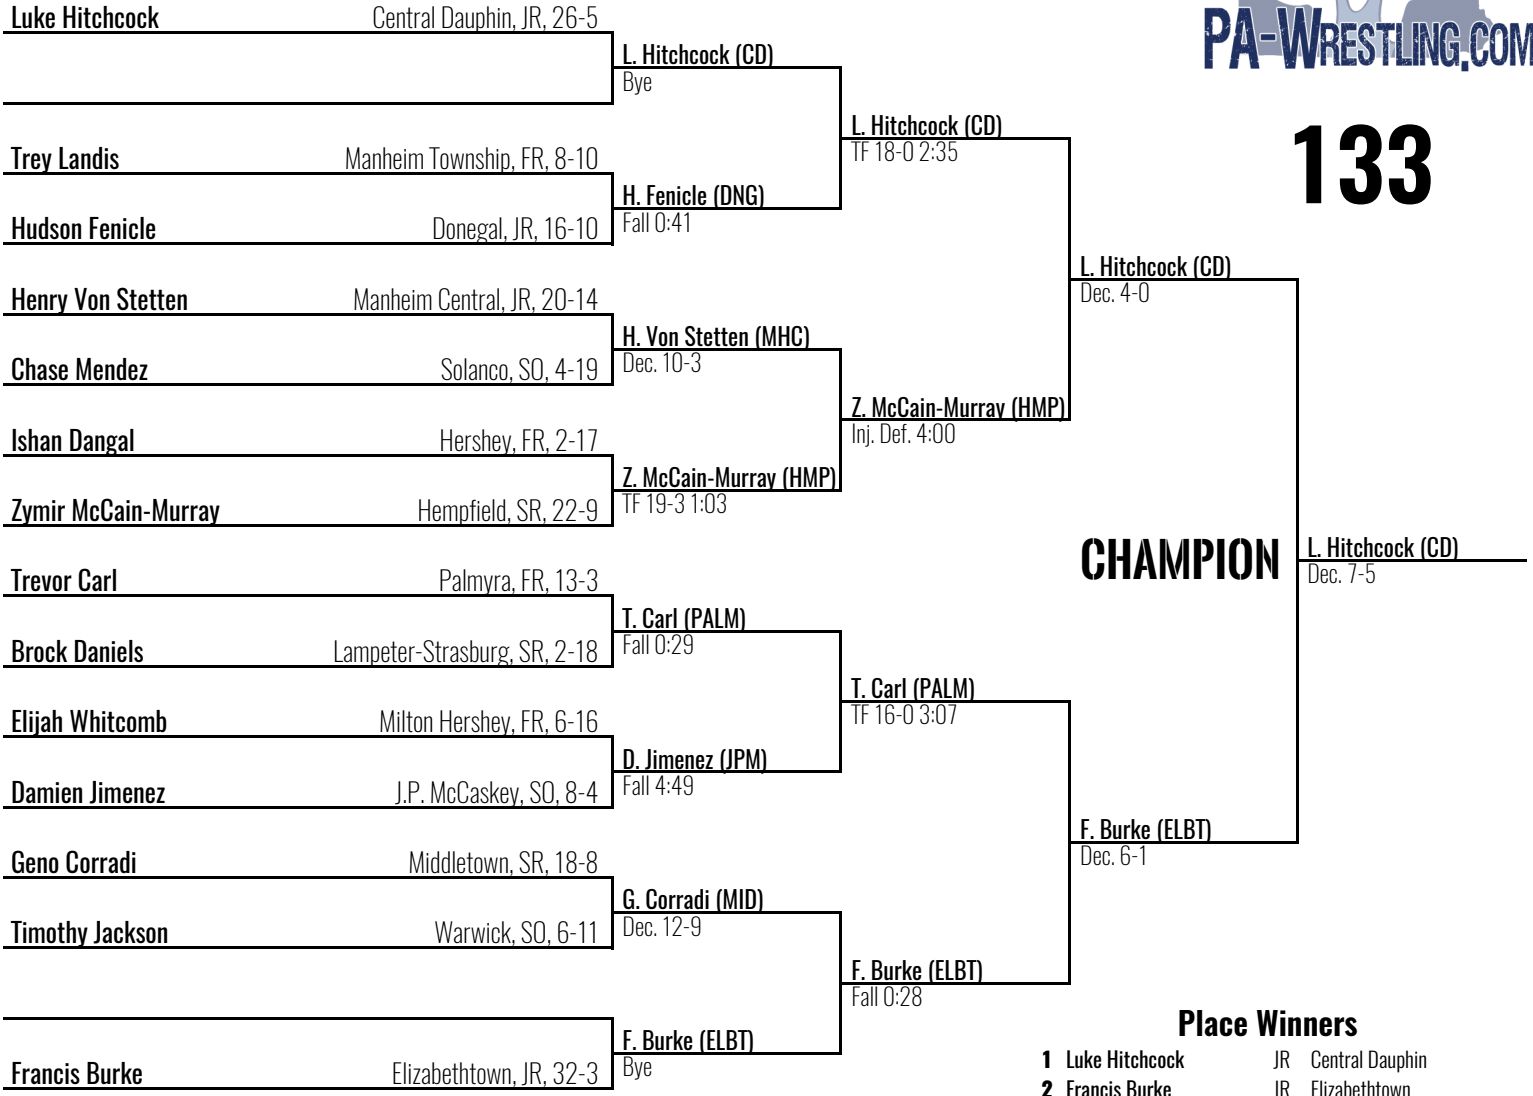 Luke Hitchcock Central Dauphin, JR, 26-5
L. Hitchcock (CD)
Bye
Trey Landis Manheim Township, FR, 8-10
Hudson Fenicle Donegal, JR, 16-10
H. Fenicle (DNG)
Fall 0:41
L. Hitchcock (CD)
TF 18-0 2:35
Henry Von Stetten Manheim Central, JR, 20-14
Chase Mendez Solanco, SO, 4-19
H. Von Stetten (MHC)
Dec. 10-3
Ishan Dangal Hershey, FR, 2-17
Zymir McCain-Murray Hempfield, SR, 22-9
Z. McCain-Murray (HMP)
TF 19-3 1:03
Z. McCain-Murray (HMP)
Inj. Def. 4:00
L. Hitchcock (CD)
Dec. 4-0
Trevor Carl Palmyra, FR, 13-3
Brock Daniels Lampeter-Strasburg, SR, 2-18
T. Carl (PALM)
Fall 0:29
Elijah Whitcomb Milton Hershey, FR, 6-16
Damien Jimenez J.P. McCaskey, SO, 8-4
D. Jimenez (JPM)
Fall 4:49
T. Carl (PALM)
TF 16-0 3:07
Geno Corradi Middletown, SR, 18-8
Timothy Jackson Warwick, SO, 6-11
G. Corradi (MID)
Dec. 12-9
Francis Burke Elizabethtown, JR, 32-3
F. Burke (ELBT)
Bye
F. Burke (ELBT)
Fall 0:28
F. Burke (ELBT)
Dec. 6-1
CHAMPION
L. Hitchcock (CD)
Dec. 7-5
PA-WRESTLING.COM
133
Place Winners
1 Luke Hitchcock JR Central Dauphin
2 Francis Burke JR Elizabethtown